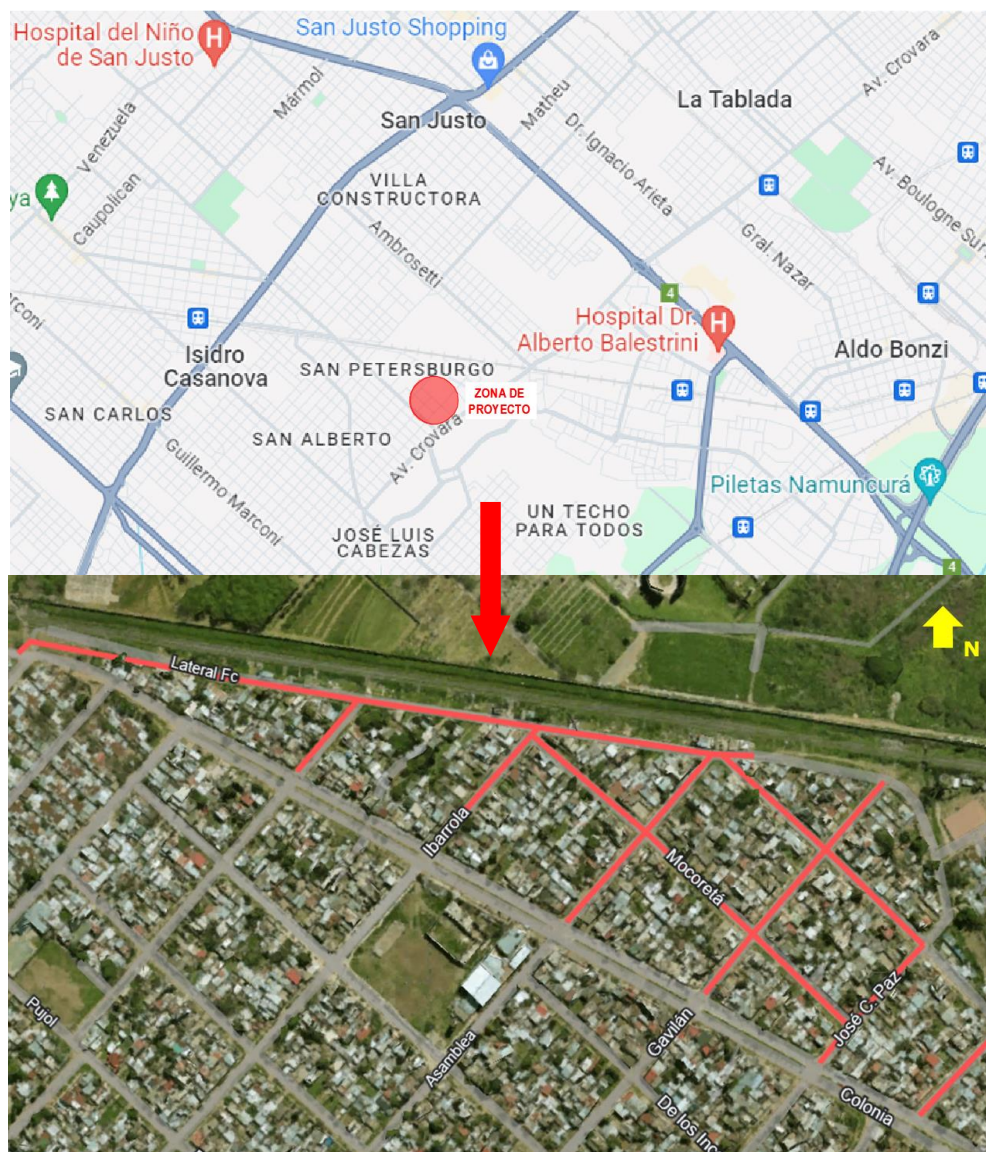 Hospital del Niño
de San Justo
H
San Justo Shopping
Av. Crovara
La Tablada
Mármol
Matheu
San Justo
Venezuela
Dr. Ignacio Arieta
VILLA
CONSTRUCTORA
Av. Boulogne Sur
ya
Caupolican
Ambrosetti
Gral. Nazar
4
Hospital Dr.
Alberto Balestrini
H
arconi
Isidro
Casanova
SAN PETERSBURGO
Aldo Bonzi
ZONA DE
PROYECTO
SAN CARLOS
SAN ALBERTO
Av. Crovara
Guillermo Marconi
Piletas Namuncurá
UN TECHO
PARA TODOS
JOSÉ LUIS
CABEZAS
4
N
Lateral Fc
Ibarrola
Mocoretá
José C. Paz
Pujol
Gavilán
Asamblea
Colonia
De los Inc